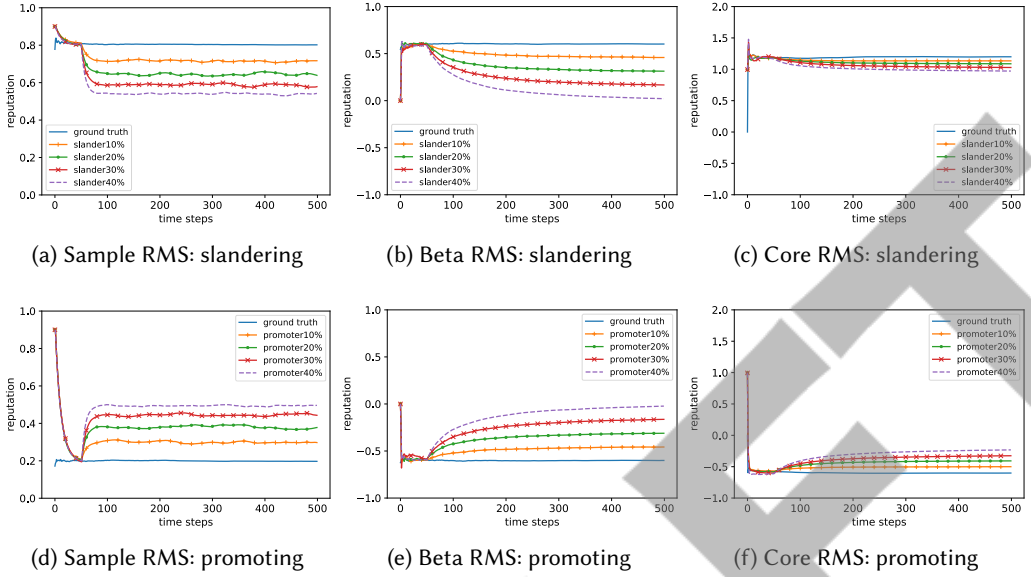 1.0
0.8
0.6
0.4
0.2
0.0
reputation
ground truth
slander10%
slander20%
slander30%
slander40%
0 100 200 300 400 500
time steps
(a) Sample RMS: slandering
1.0
0.5
0.0
−0.5
−1.0
reputation
ground truth
slander10%
slander20%
slander30%
slander40%
0 100 200 300 400 500
time steps
(b) Beta RMS: slandering
2.0
1.5
1.0
0.5
0.0
−0.5
−1.0
reputation
ground truth
slander10%
slander20%
slander30%
slander40%
0 100 200 300 400 500
time steps
(c) Core RMS: slandering
1.0
0.8
0.6
0.4
0.2
0.0
reputation
ground truth
promoter10%
promoter20%
promoter30%
promoter40%
0 100 200 300 400 500
time steps
(d) Sample RMS: promoting
1.0
0.5
0.0
−0.5
−1.0
reputation
ground truth
promoter10%
promoter20%
promoter30%
promoter40%
0 100 200 300 400 500
time steps
(e) Beta RMS: promoting
2.0
1.5
1.0
0.5
0.0
−0.5
−1.0
reputation
ground truth
promoter10%
promoter20%
promoter30%
promoter40%
0 100 200 300 400 500
time steps
(f) Core RMS: promoting